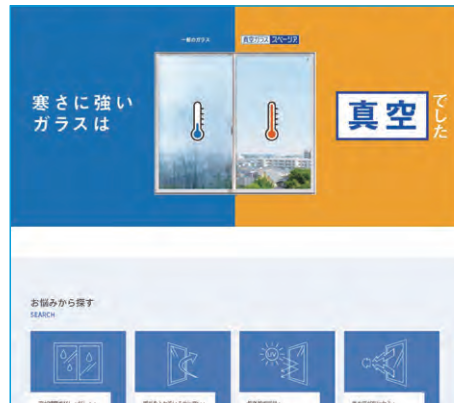 一般のガラス
真空ガラス スペーシア
寒さに強い
ガラスは
真空
でした
お悩みから探す
SEARCH
UV